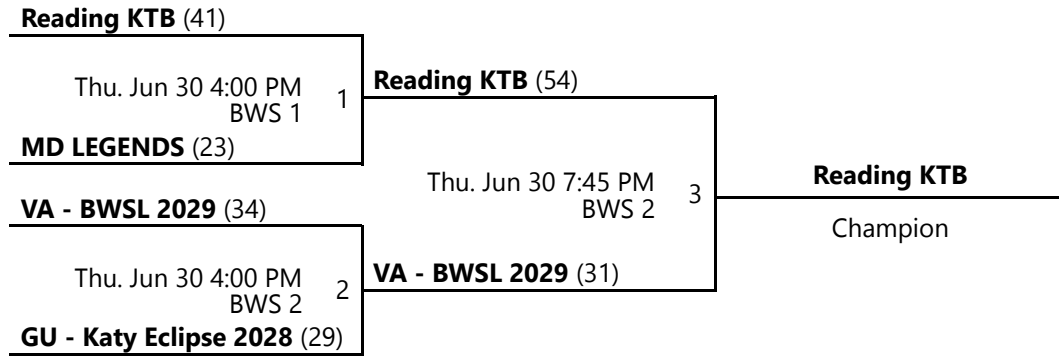 Reading KTB (41)
Thu. Jun 30 4:00 PM
BWS 1
1
MD LEGENDS (23)
VA - BWSL 2029 (34)
Thu. Jun 30 4:00 PM
BWS 2
2
GU - Katy Eclipse 2028 (29)
Reading KTB (54)
Thu. Jun 30 7:45 PM
BWS 2
3
VA - BWSL 2029 (31)
Reading KTB
Champion